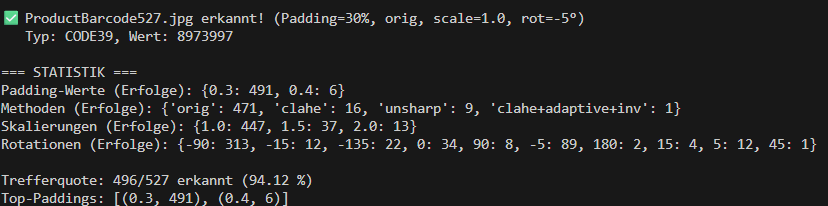 ✅ ProductBarcode527.jpg erkannt! (Padding=30%, orig, scale=1.0, rot=-5°)
Typ: CODE39, Wert: 8973997
=== STATISTIK ===
Padding-Werte (Erfolge): {0.3: 491, 0.4: 6}
Methoden (Erfolge): {'orig': 471, 'clahe': 16, 'unsharp': 9, 'clahe+adaptive+inv': 1}
Skalierungen (Erfolge): {1.0: 447, 1.5: 37, 2.0: 13}
Rotationen (Erfolge): {-90: 313, -15: 12, -135: 22, 0: 34, 90: 8, -5: 89, 180: 2, 15: 4, 5: 12, 45: 1}
Trefferquote: 496/527 erkannt (94.12 %)
Top-Paddings: [(0.3, 491), (0.4, 6)]